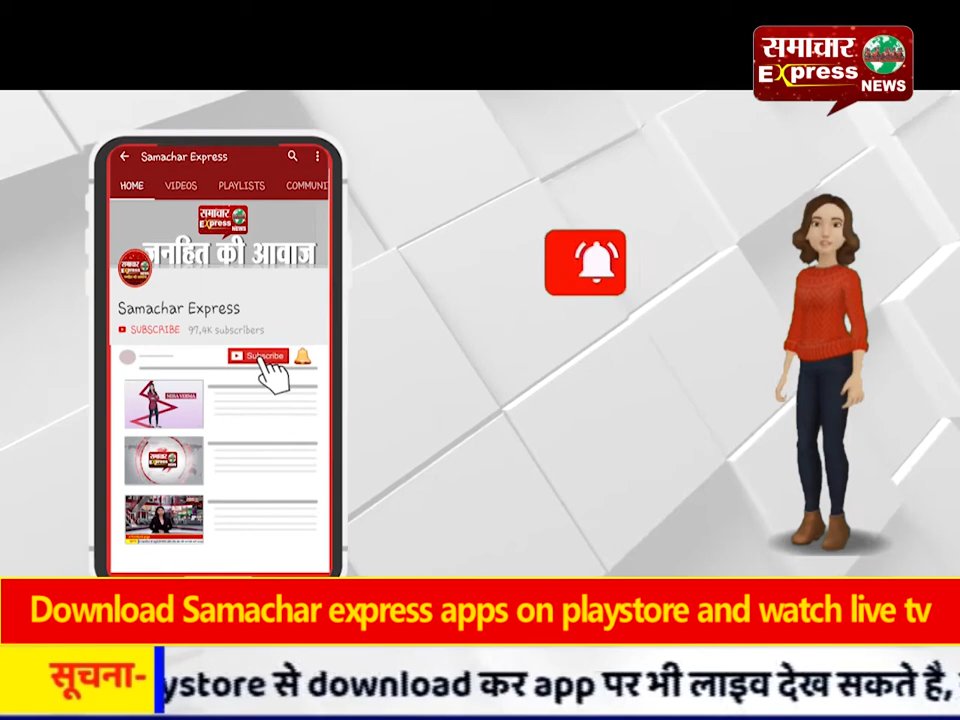 समाचार
Express
NEWS
Samachar Express
HOME VIDEOS PLAYLISTS COMMUNI
समाचार
Express
NEWS
जनहित की आवाज
Samachar Express
SUBSCRIBE 97.4K subscribers
Subscribe
NEHA VERMA
Download Samachar express apps on playstore and watch live tv
सूचना- ystore से download कर app पर भी लाइव देख सकते है,